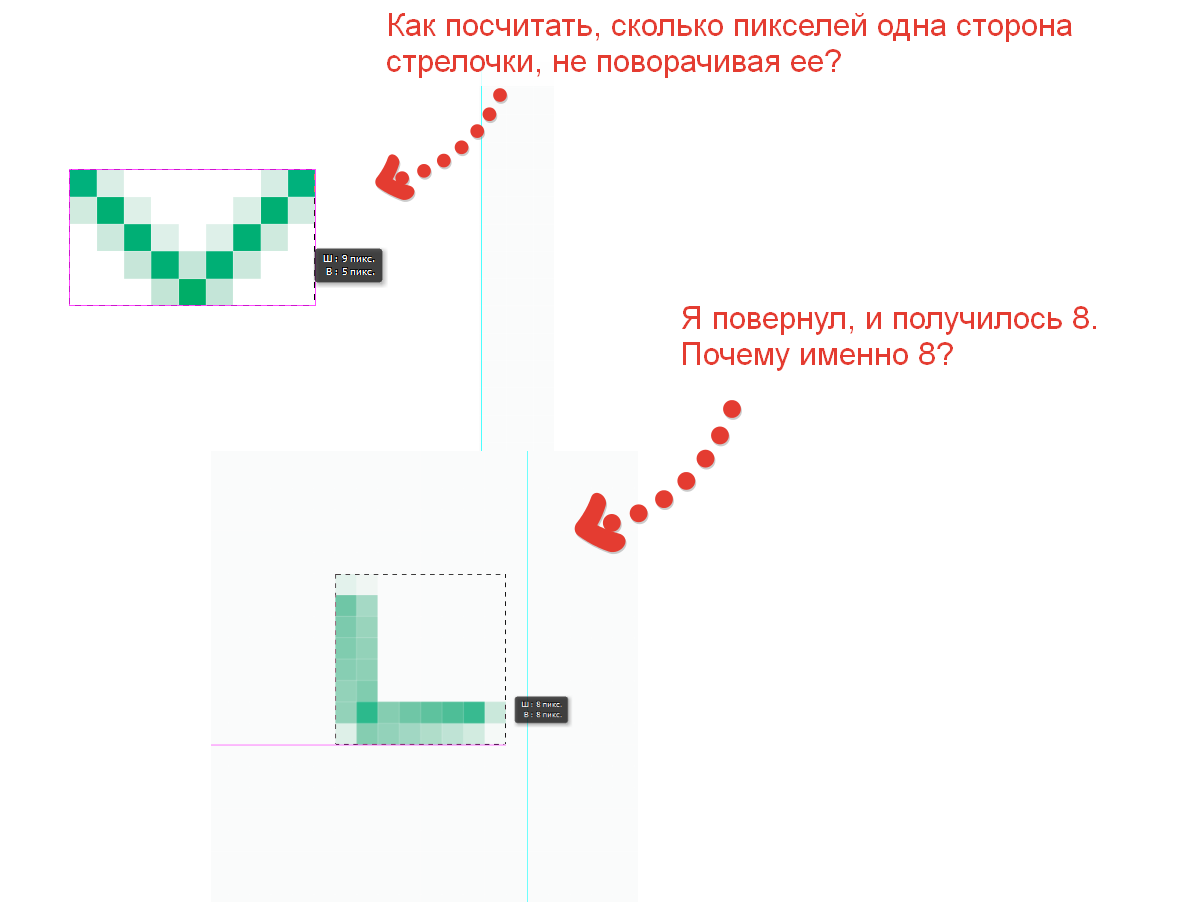 Как посчитать, сколько пикселей одна сторона
стрелочки, не поворачивая ее?
Ш : 9 пикс.
В : 5 пикс.
Я повернул, и получилось 8.
Почему именно 8?
Ш : 8 пикс.
В : 8 пикс.